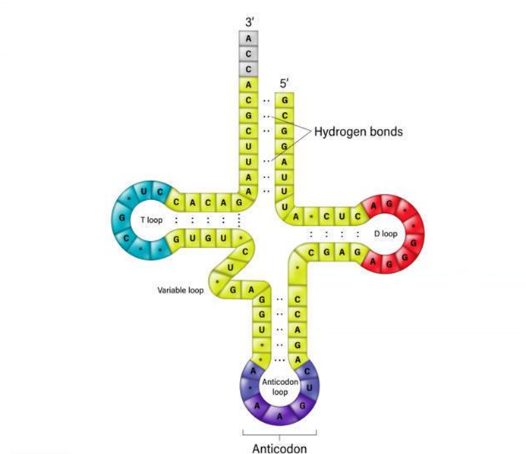 3'
A
C
C
A
C
G
C
U
U
A
A
5'
G
C
G
G
A
U
U
U
Hydrogen bonds
C A C A G
* U C
G
C * *
T loop
G U G U *
A * C U C
A G *
*
G
G
A
D loop
C G A G
*
C
U
*
G A
Variable loop
G
G
U
*
*
C
C
A
G
A
A
*
A
A
G
U
C
Anticodon
loop
Anticodon